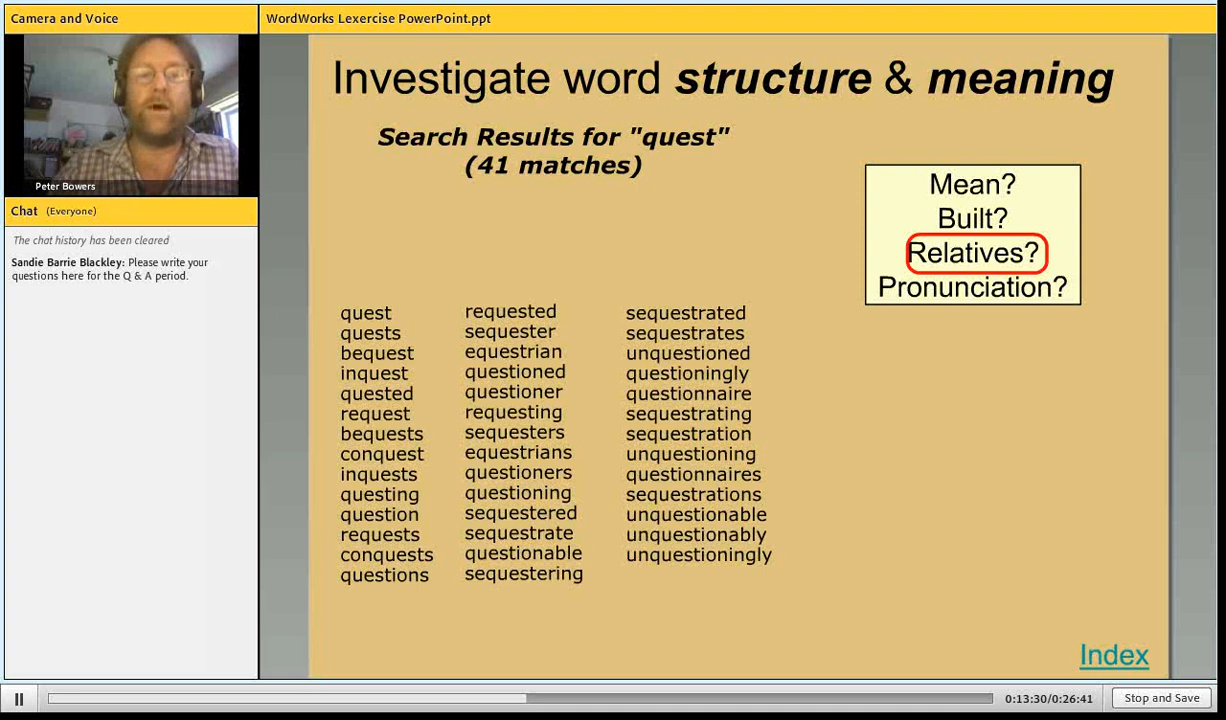 Camera and Voice
WordWorks Lexercise PowerPoint.ppt
Peter Bowers
Chat (Everyone)
The chat history has been cleared
Sandie Barrie Blackley: Please write your
questions here for the Q & A period.
Investigate word structure & meaning
Search Results for "quest"
(41 matches)
Mean?
Built?
Relatives?
Pronunciation?
quest
quests
bequest
inquest
quested
request
bequests
conquest
inquests
questing
question
requests
conquests
questions
requested
sequester
equestrian
questioned
questioner
requesting
sequesters
equestrians
questioners
questioning
sequestered
sequestrate
questionable
sequestering
sequestrated
sequestrates
unquestioned
questioningly
questionnaire
sequestrating
sequestration
unquestioning
questionnaires
sequestrations
unquestionable
unquestionably
unquestioningly
Index
0:13:30/0:26:41
Stop and Save